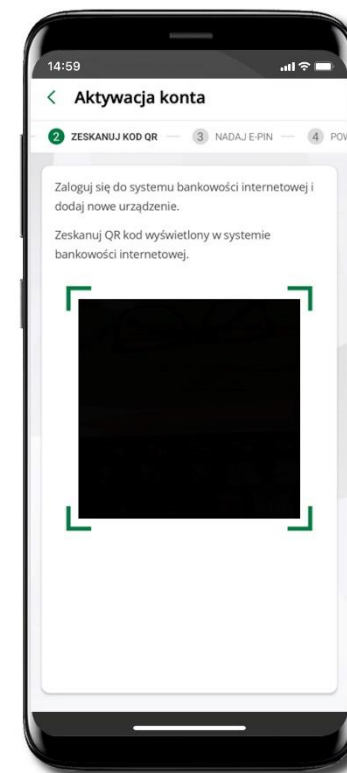 14:59
Aktywacja konta
2 ZESKANUJ KOD QR 3 NADAJ E-PIN 4 POW
Zaloguj się do systemu bankowości internetowej i
dodaj nowe urządzenie.
Zeskanuj QR kod wyświetlony w systemie
bankowości internetowej.